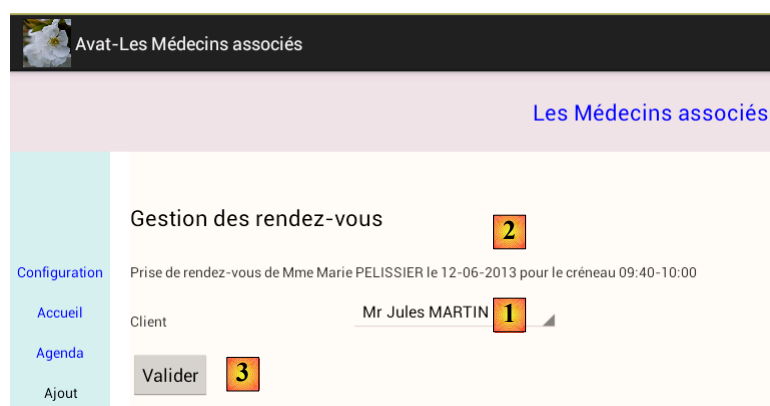 Avat-Les Médecins associés
Les Médecins associés
Gestion des rendez-vous
2
Configuration
Prise de rendez-vous de Mme Marie PELISSIER le 12-06-2013 pour le créneau 09:40-10:00
Accueil
Client
Mr Jules MARTIN
1
Agenda
Valider
3
Ajout